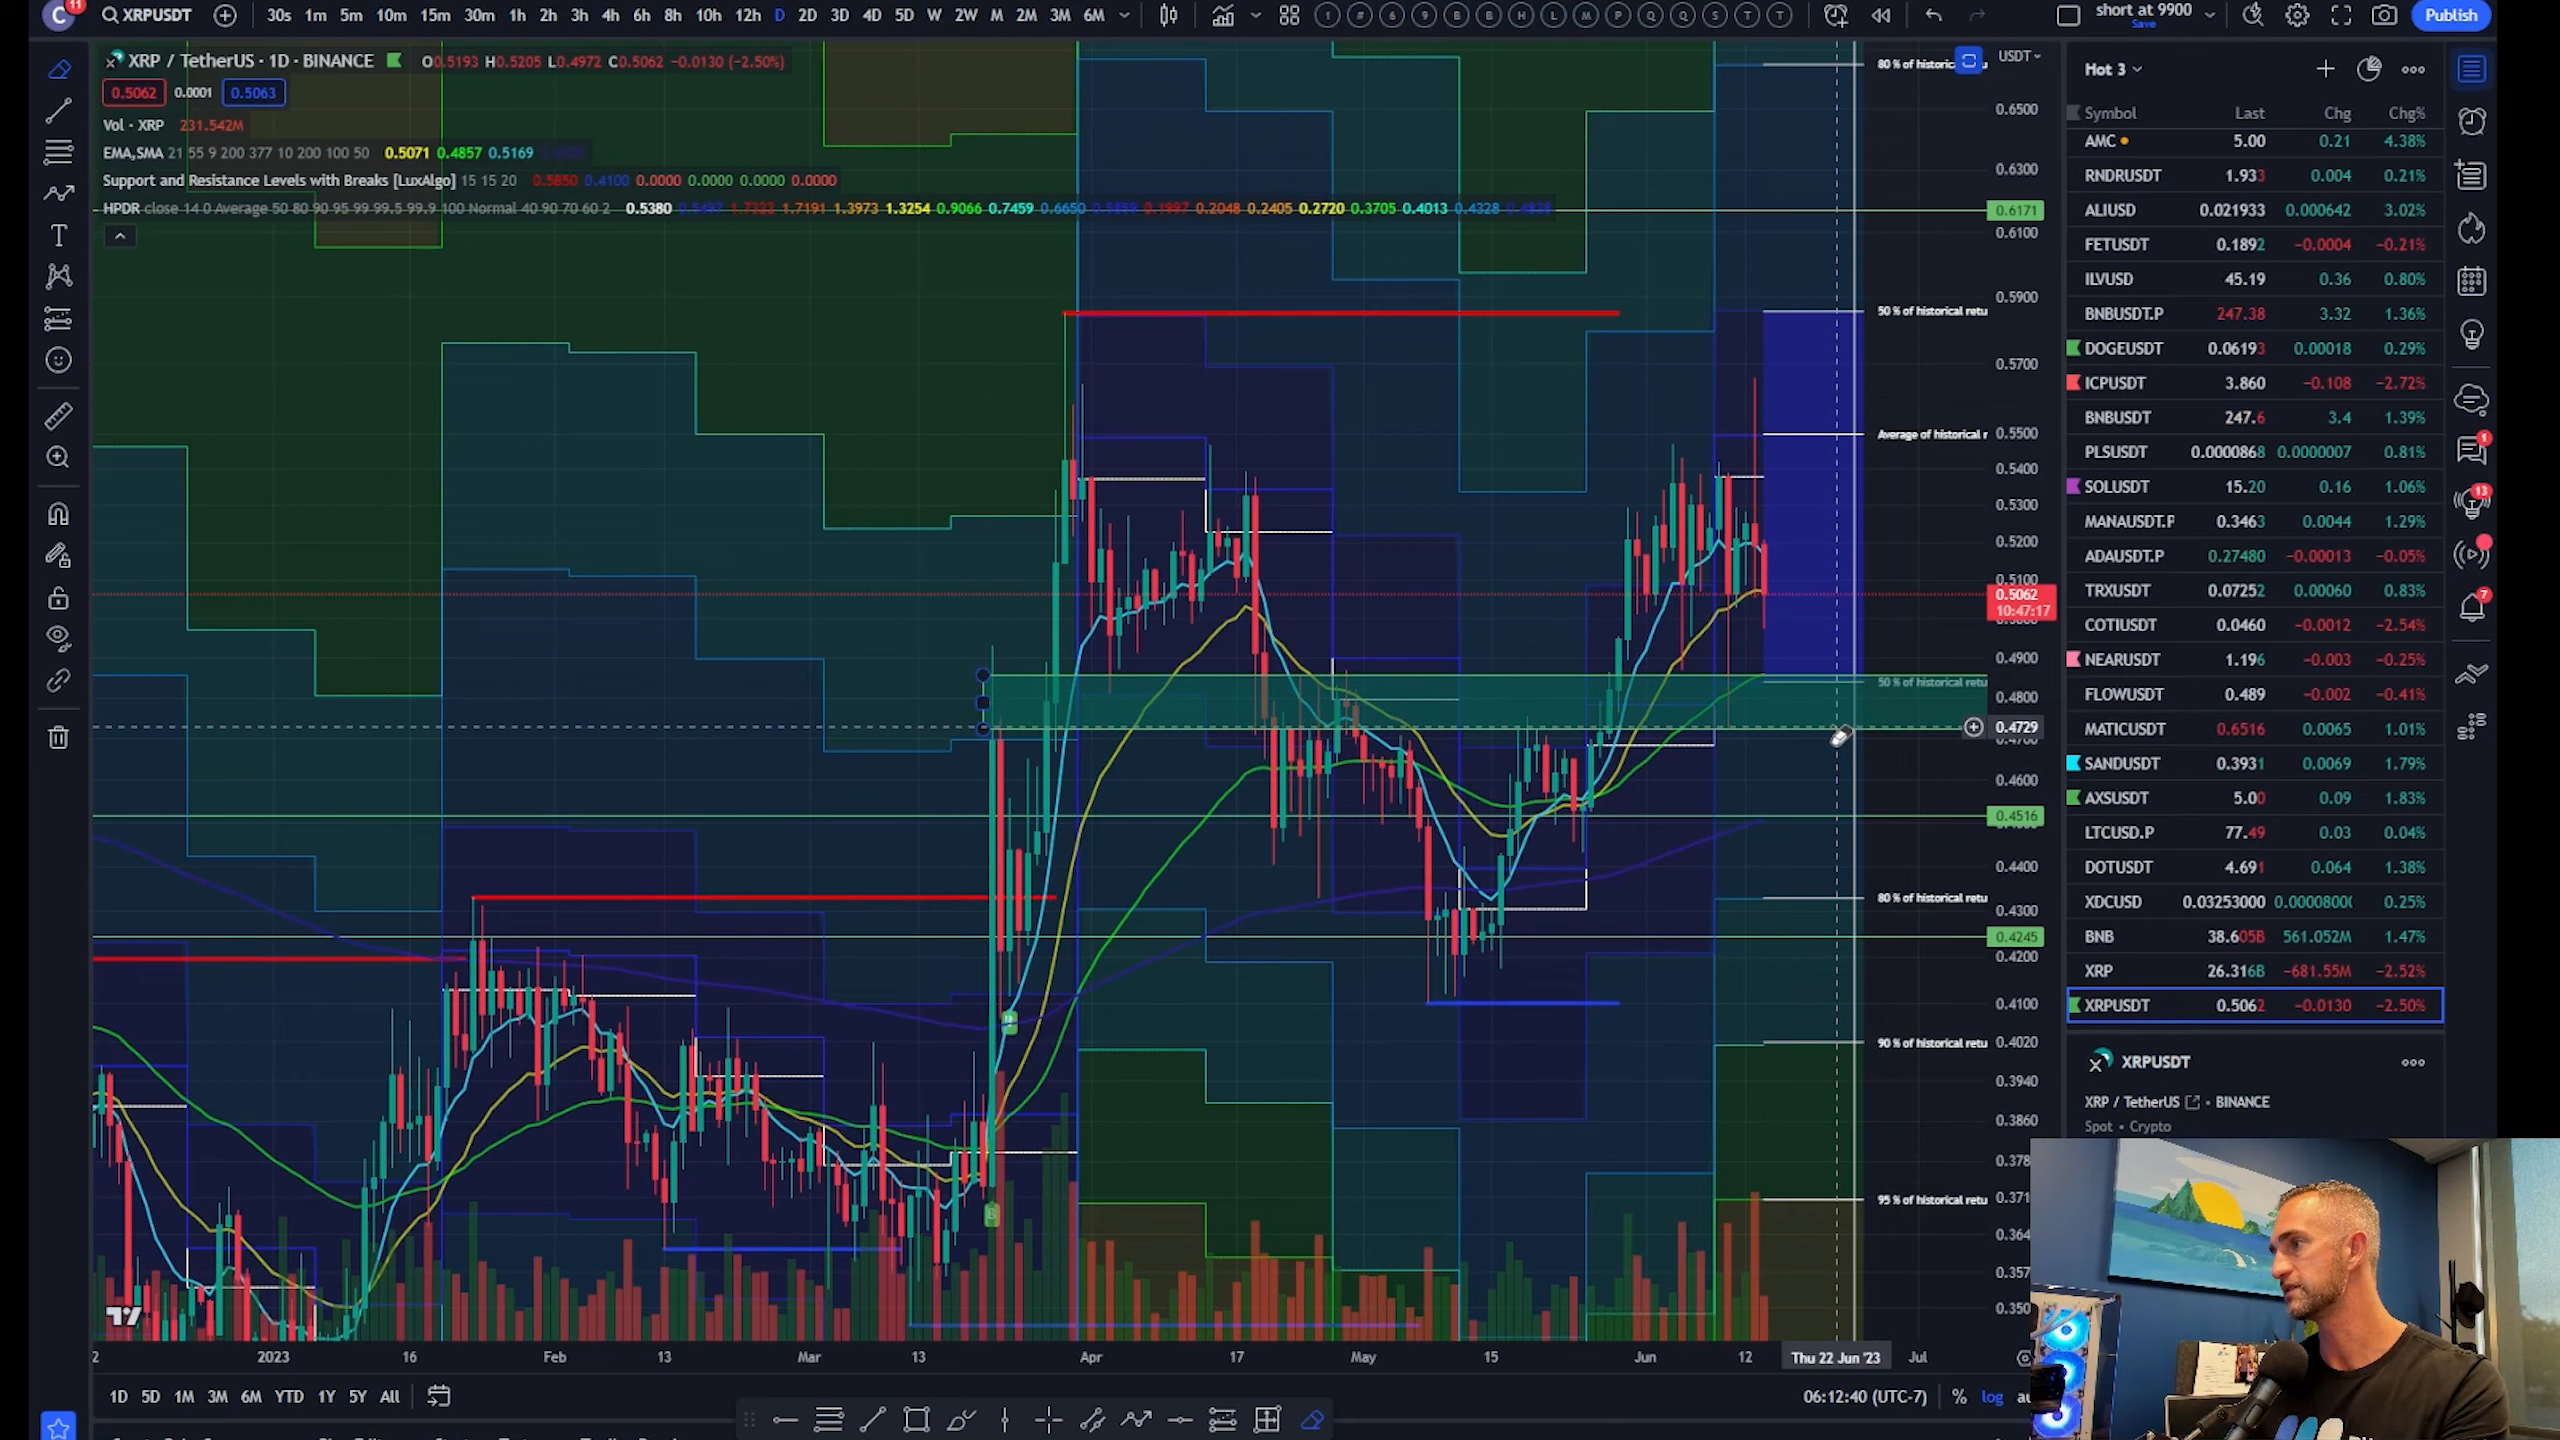 C 11 XRPUSDT 30s 1m 5m 10m 15m 30m 1h 2h 3h 4h 6h 8h 10h 12h D 2D 3D 4D 5D W 2W M 2M 3M 6M short at 9900 Save Publish
XRP / TetherUS · 1D · BINANCE O0.5193 H0.5205 L0.4972 C0.5062 −0.0130 (−2.50%)
0.5062 0.0001 0.5063
Vol · XRP 231.542M
EMA,SMA 21 55 9 200 377 10 200 100 50 0.5071 0.4857 0.5169
Support and Resistance Levels with Breaks [LuxAlgo] 15 15 20 0.5850 0.4100 0.0000 0.0000 0.0000 0.0000
HPDR close 14 0 Average 50 80 90 95 99 99.5 99.9 100 Normal 40 90 70 60 2 0.5380 0.5497 1.7322 1.7191 1.3973 1.3254 0.9066 0.7459 0.6650 0.5859 0.1997 0.2048 0.2405 0.2720 0.3705 0.4013 0.4328 0.4838
USDT
80 % of historic
0.6500
0.6300
0.6171
0.6100
0.5900
50 % of historical retu
0.5700
Average of historical r 0.5500
0.5400
0.5300
0.5200
0.5100
0.5062
10:47:17
0.4900
50 % of historical retu
0.4800
0.4729
0.4600
0.4516
0.4400
80 % of historical retu
0.4300
0.4245
0.4200
0.4100
90 % of historical retu 0.4020
0.3940
0.3860
0.378
95 % of historical retu 0.371
0.364
0.357
0.350
2 2023 16 Feb 13 Mar 13 Apr 17 May 15 Jun 12 Thu 22 Jun '23 Jul
1D 5D 1M 3M 6M YTD 1Y 5Y All 06:12:40 (UTC-7) % log au
Hot 3
Symbol Last Chg Chg%
AMC 5.00 0.21 4.38%
RNDRUSDT 1.933 0.004 0.21%
ALIUSD 0.021933 0.000642 3.02%
FETUSDT 0.1892 −0.0004 −0.21%
ILVUSD 45.19 0.36 0.80%
BNBUSDT.P 247.38 3.32 1.36%
DOGEUSDT 0.06193 0.00018 0.29%
ICPUSDT 3.860 −0.108 −2.72%
BNBUSDT 247.6 3.4 1.39%
PLSUSDT 0.0000868 0.0000007 0.81%
SOLUSDT 15.20 0.16 1.06%
MANAUSDT.P 0.3463 0.0044 1.29%
ADAUSDT.P 0.27480 −0.00013 −0.05%
TRXUSDT 0.07252 0.00060 0.83%
COTIUSDT 0.0460 −0.0012 −2.54%
NEARUSDT 1.196 −0.003 −0.25%
FLOWUSDT 0.489 −0.002 −0.41%
MATICUSDT 0.6516 0.0065 1.01%
SANDUSDT 0.3931 0.0069 1.79%
AXSUSDT 5.00 0.09 1.83%
LTCUSD.P 77.49 0.03 0.04%
DOTUSDT 4.691 0.064 1.38%
XDCUSD 0.03253000 0.0000800( 0.25%
BNB 38.605B 561.052M 1.47%
XRP 26.316B −681.55M −2.52%
XRPUSDT 0.5062 −0.0130 −2.50%
XRPUSDT
XRP / TetherUS · BINANCE
Spot · Crypto
1
13
7